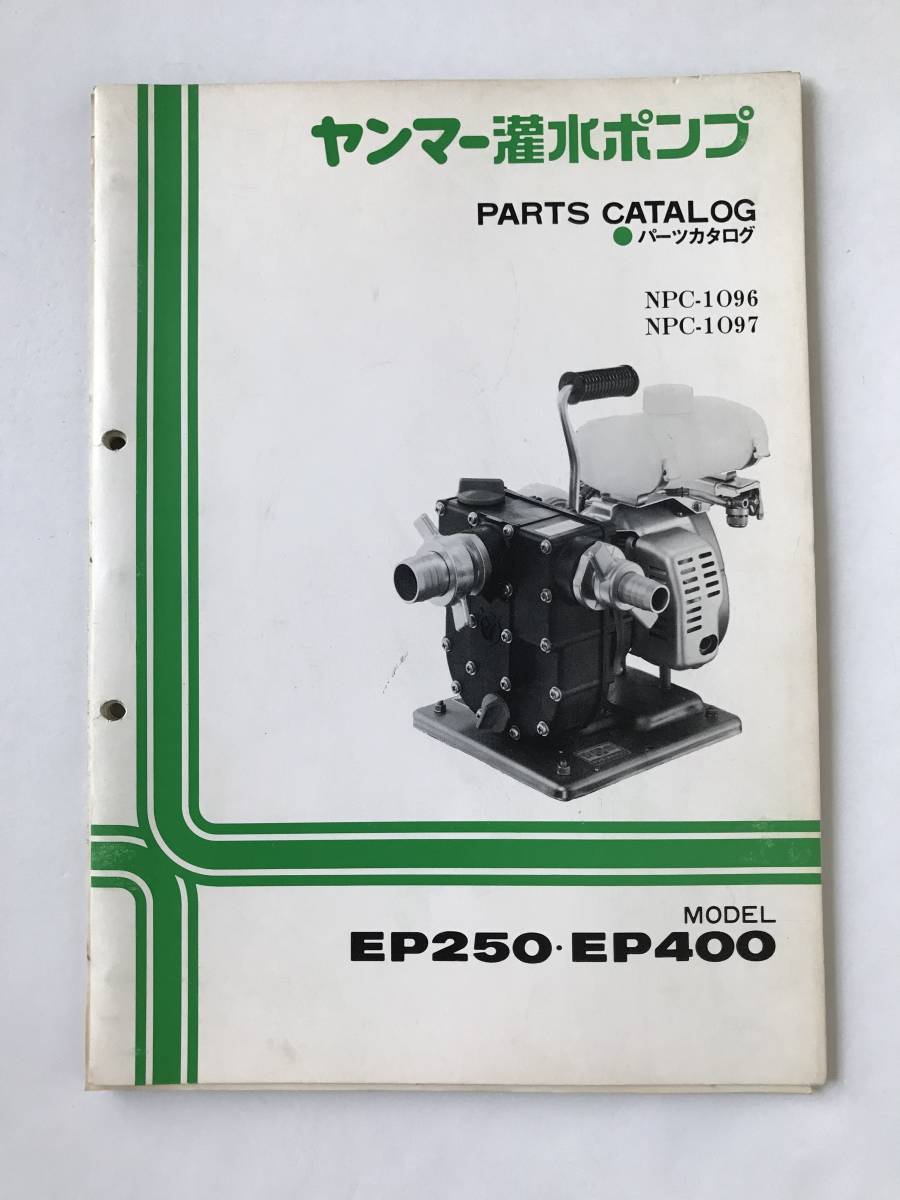 ヤンマー灌水ポンプ
PARTS CATALOG
●パーツカタログ
NPC-1096
NPC-1097
MODEL
EP250・EP400